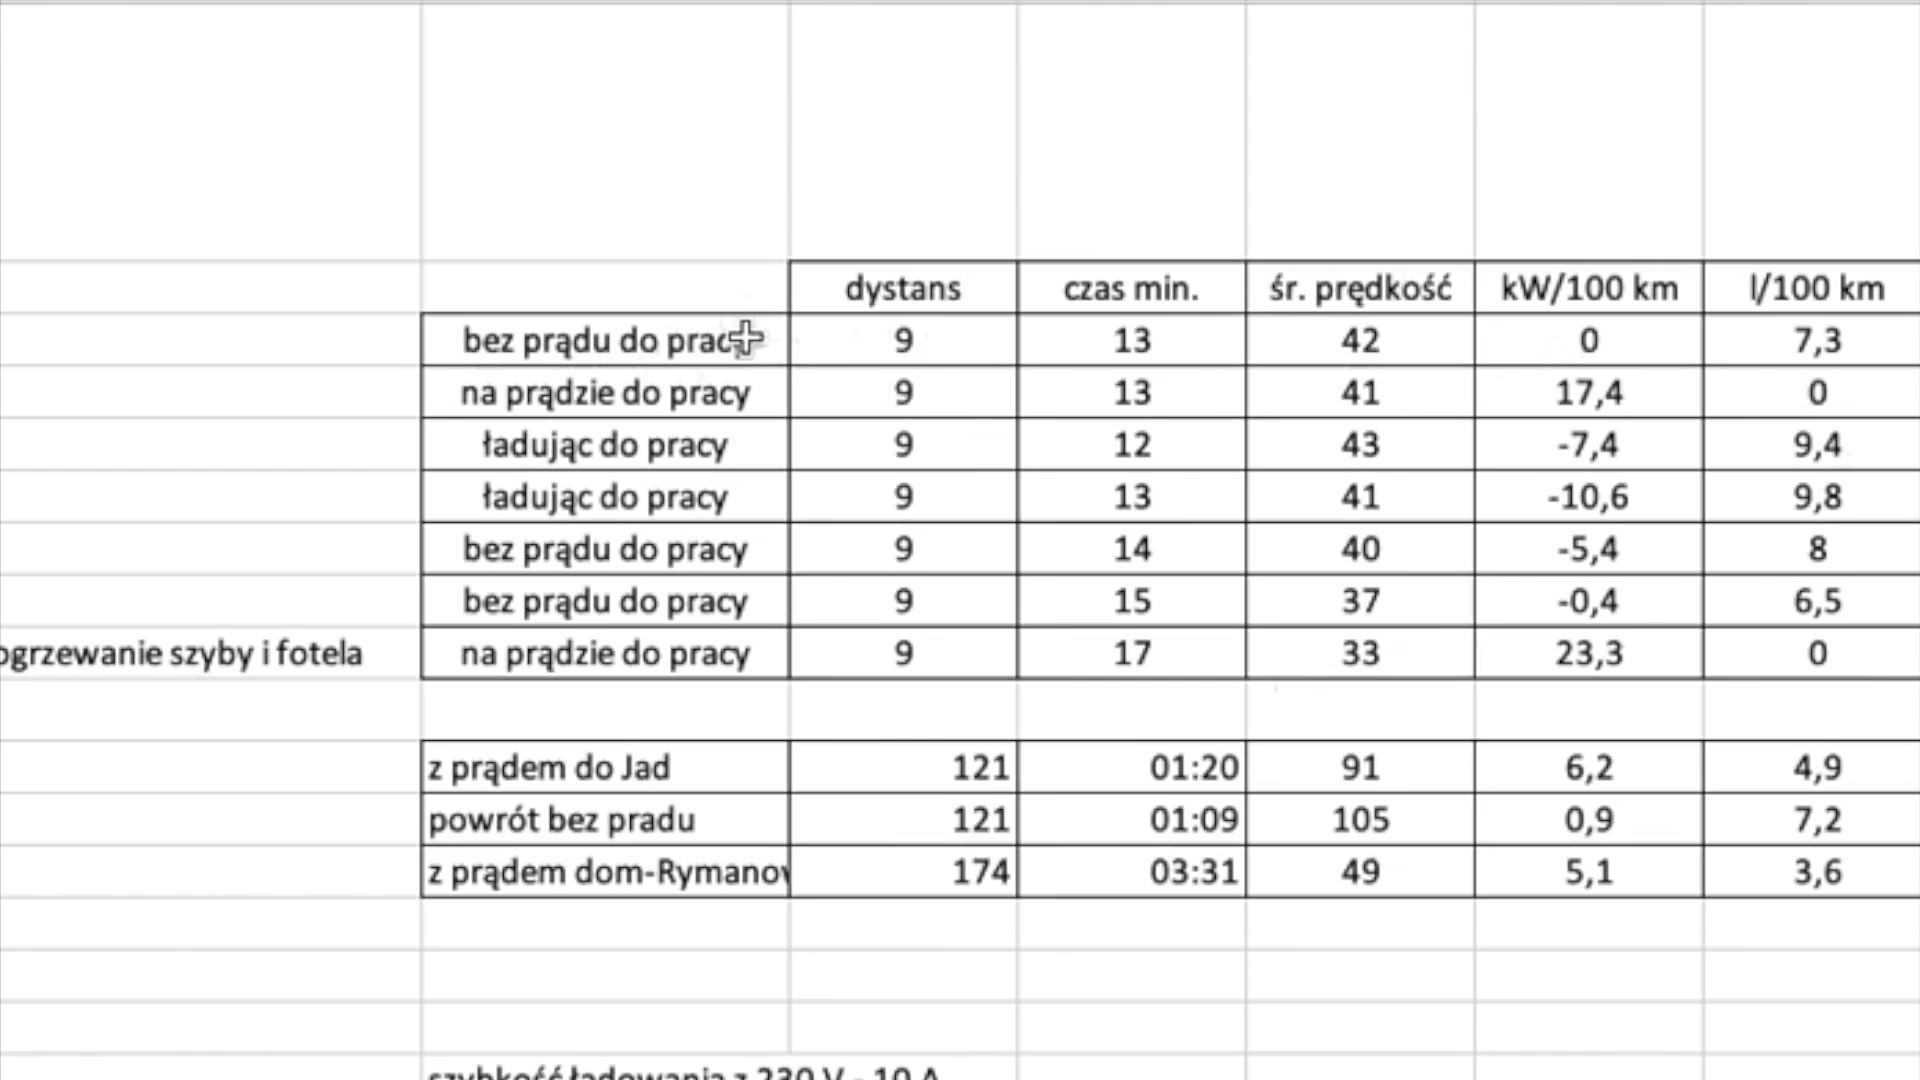 dystans czas min. śr. prędkość kW/100 km l/100 km
bez prądu do pracy 9 13 42 0 7,3
na prądzie do pracy 9 13 41 17,4 0
ładując do pracy 9 12 43 -7,4 9,4
ładując do pracy 9 13 41 -10,6 9,8
bez prądu do pracy 9 14 40 -5,4 8
bez prądu do pracy 9 15 37 -0,4 6,5
ogrzewanie szyby i fotela na prądzie do pracy 9 17 33 23,3 0
z prądem do Jad 121 01:20 91 6,2 4,9
powrót bez pradu 121 01:09 105 0,9 7,2
z prądem dom-Rymanov 174 03:31 49 5,1 3,6
szybkość ładowania z 230 V - 10 A